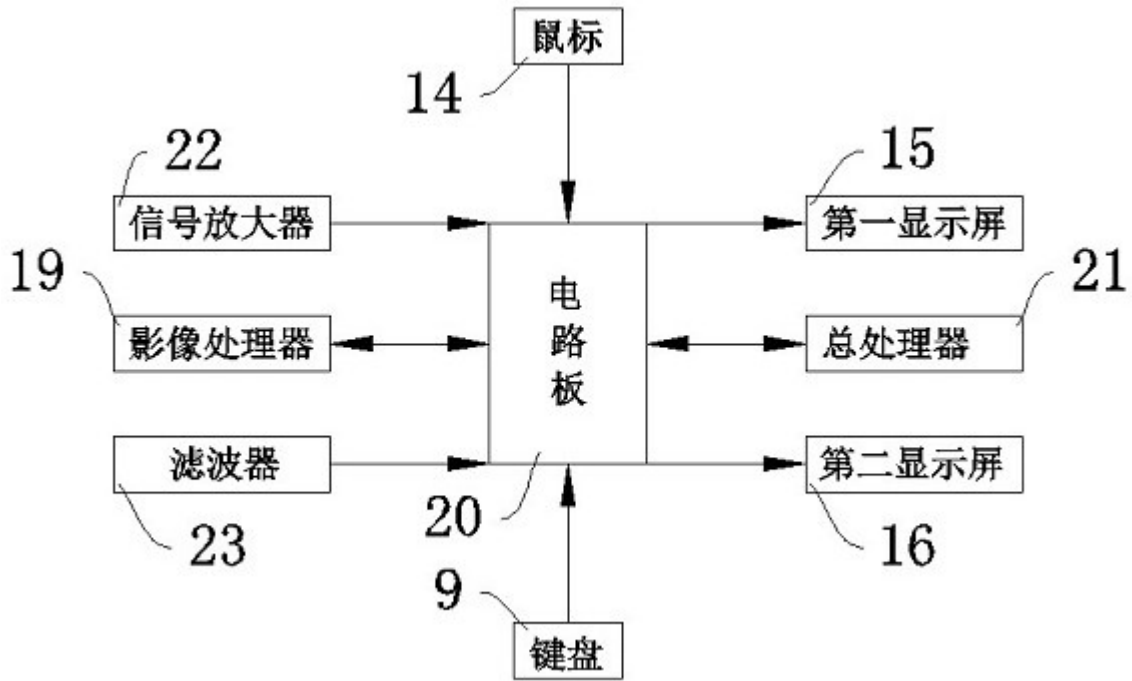 鼠标
14
22
15
信号放大器
第一显示屏
19
21
影像处理器
电路板
总处理器
滤波器
20
第二显示屏
23
16
9
键盘